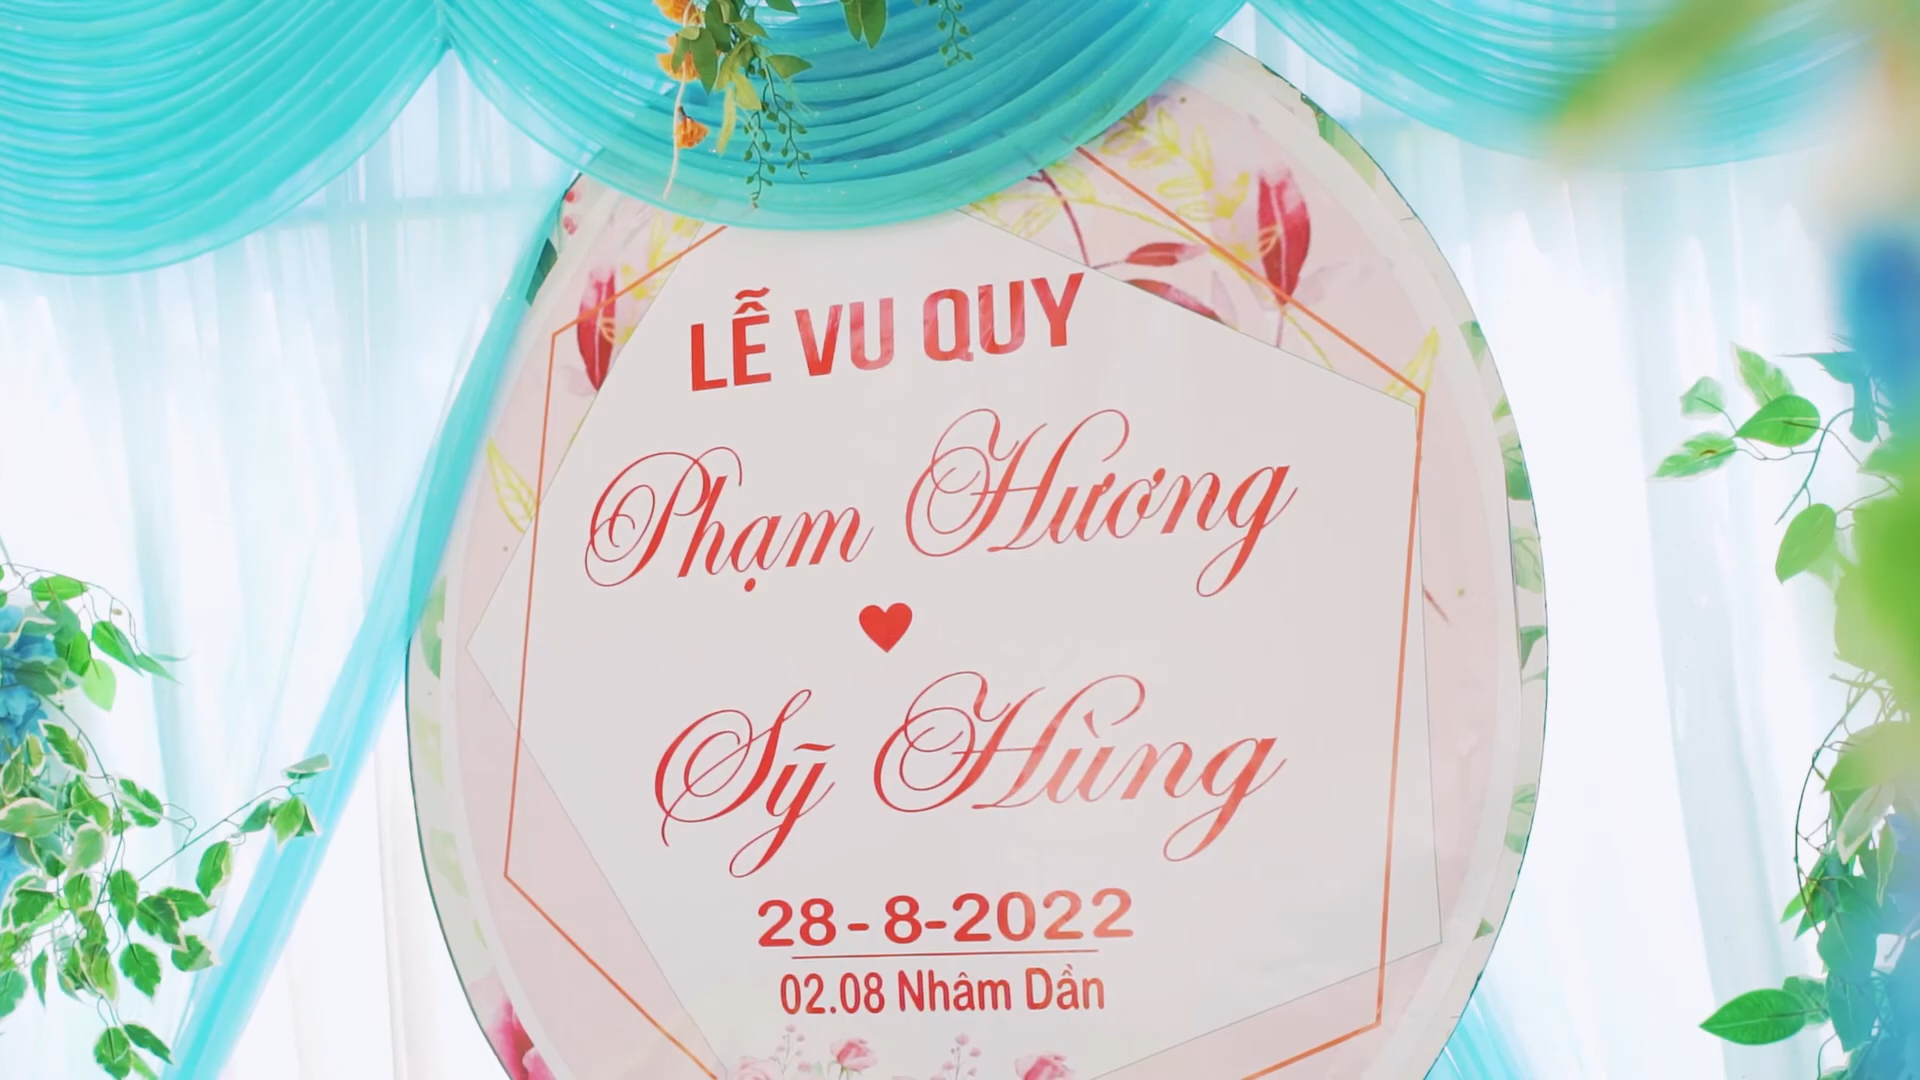 LỄ VU QUY
Phạm Hương
Sỹ Hùng
28-8-2022
02.08 Nhâm Dần